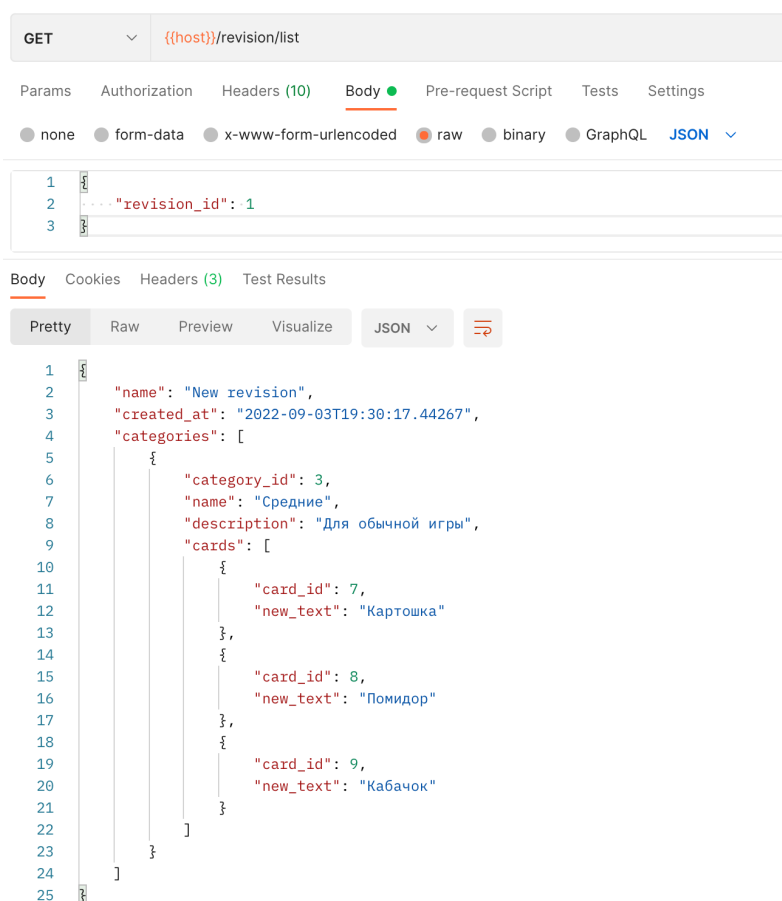 GET {{host}}/revision/list
Params Authorization Headers (10) Body Pre-request Script Tests Settings
none form-data x-www-form-urlencoded raw binary GraphQL JSON
1 {
2 ····"revision_id":·1
3 }
Body Cookies Headers (3) Test Results
Pretty Raw Preview Visualize JSON
1 {
2 "name": "New revision",
3 "created_at": "2022-09-03T19:30:17.44267",
4 "categories": [
5 {
6 "category_id": 3,
7 "name": "Средние",
8 "description": "Для обычной игры",
9 "cards": [
10 {
11 "card_id": 7,
12 "new_text": "Картошка"
13 },
14 {
15 "card_id": 8,
16 "new_text": "Помидор"
17 },
18 {
19 "card_id": 9,
20 "new_text": "Кабачок"
21 }
22 ]
23 }
24 ]
25 }